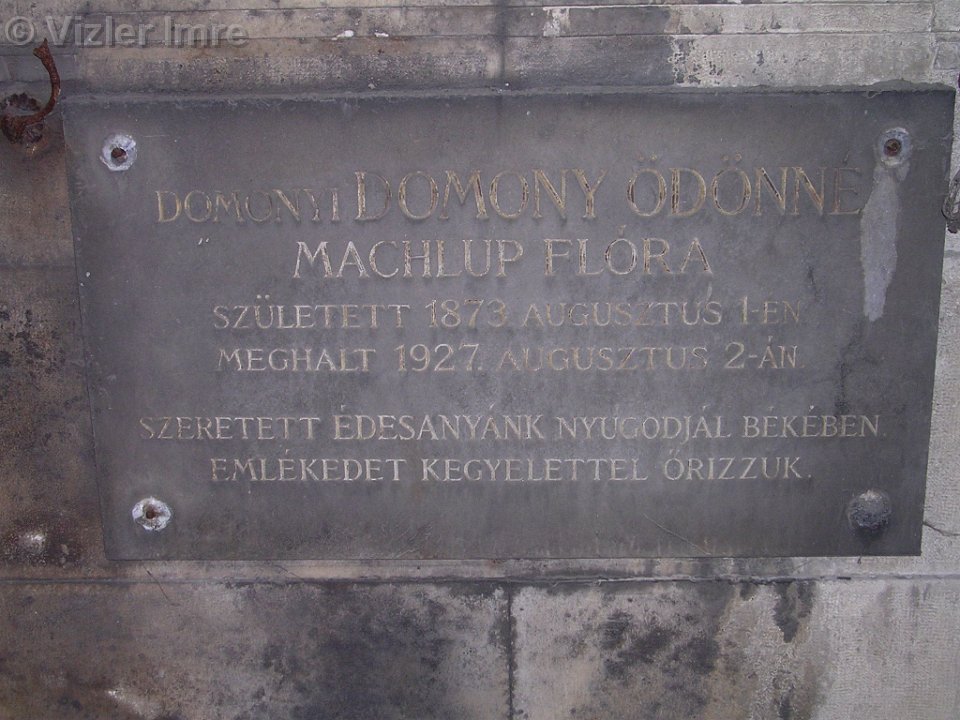 © Vizler Imre
DOMONYI DOMONY ÖDÖNNÉ
MACHLUP FLÓRA
SZÜLETETT 1873. AUGUSZTUS 1-ÉN
MEGHALT 1927. AUGUSZTUS 2-ÁN.
SZERETETT ÉDESANYÁNK NYUGODJÁL BÉKÉBEN.
EMLÉKEDET KEGYELETTEL ŐRIZZUK.